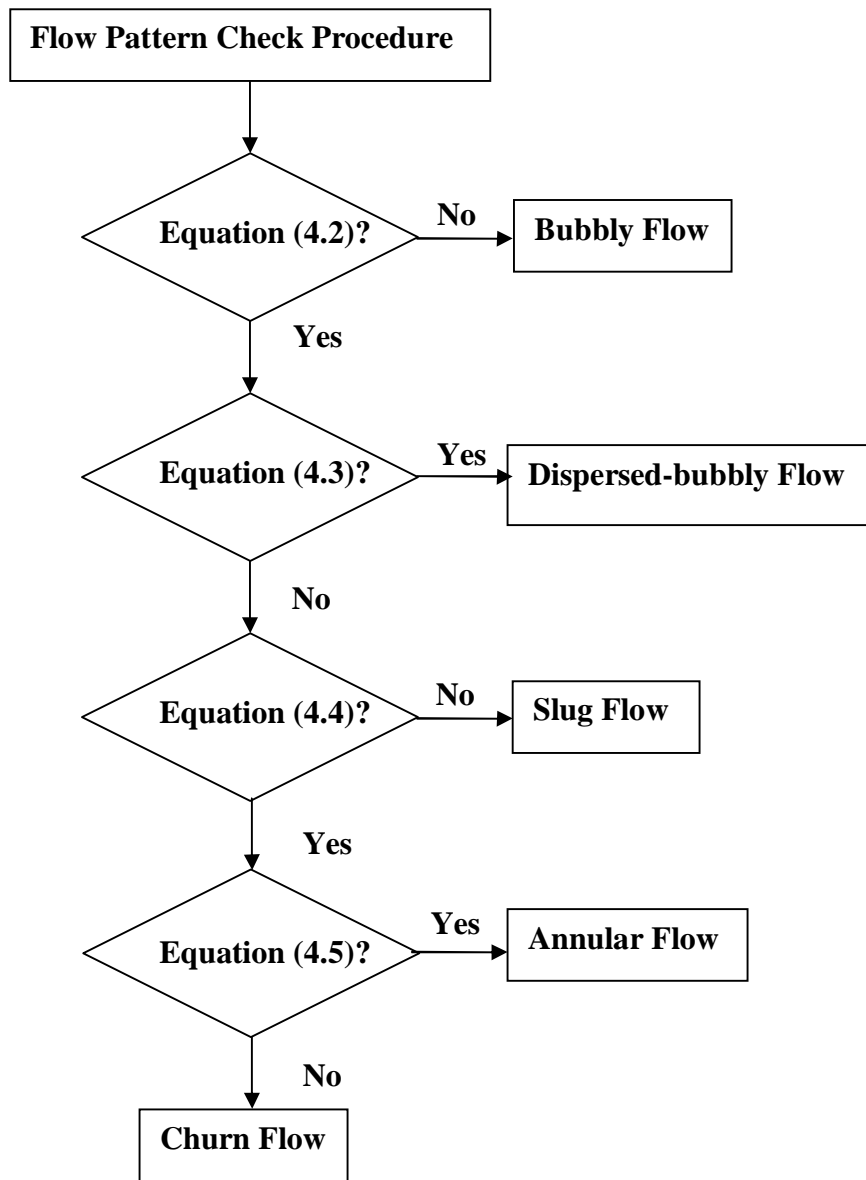 Flow Pattern Check Procedure
Equation (4.2)?
No
Bubbly Flow
Yes
Equation (4.3)?
Yes
Dispersed-bubbly Flow
No
Equation (4.4)?
No
Slug Flow
Yes
Equation (4.5)?
Yes
Annular Flow
No
Churn Flow